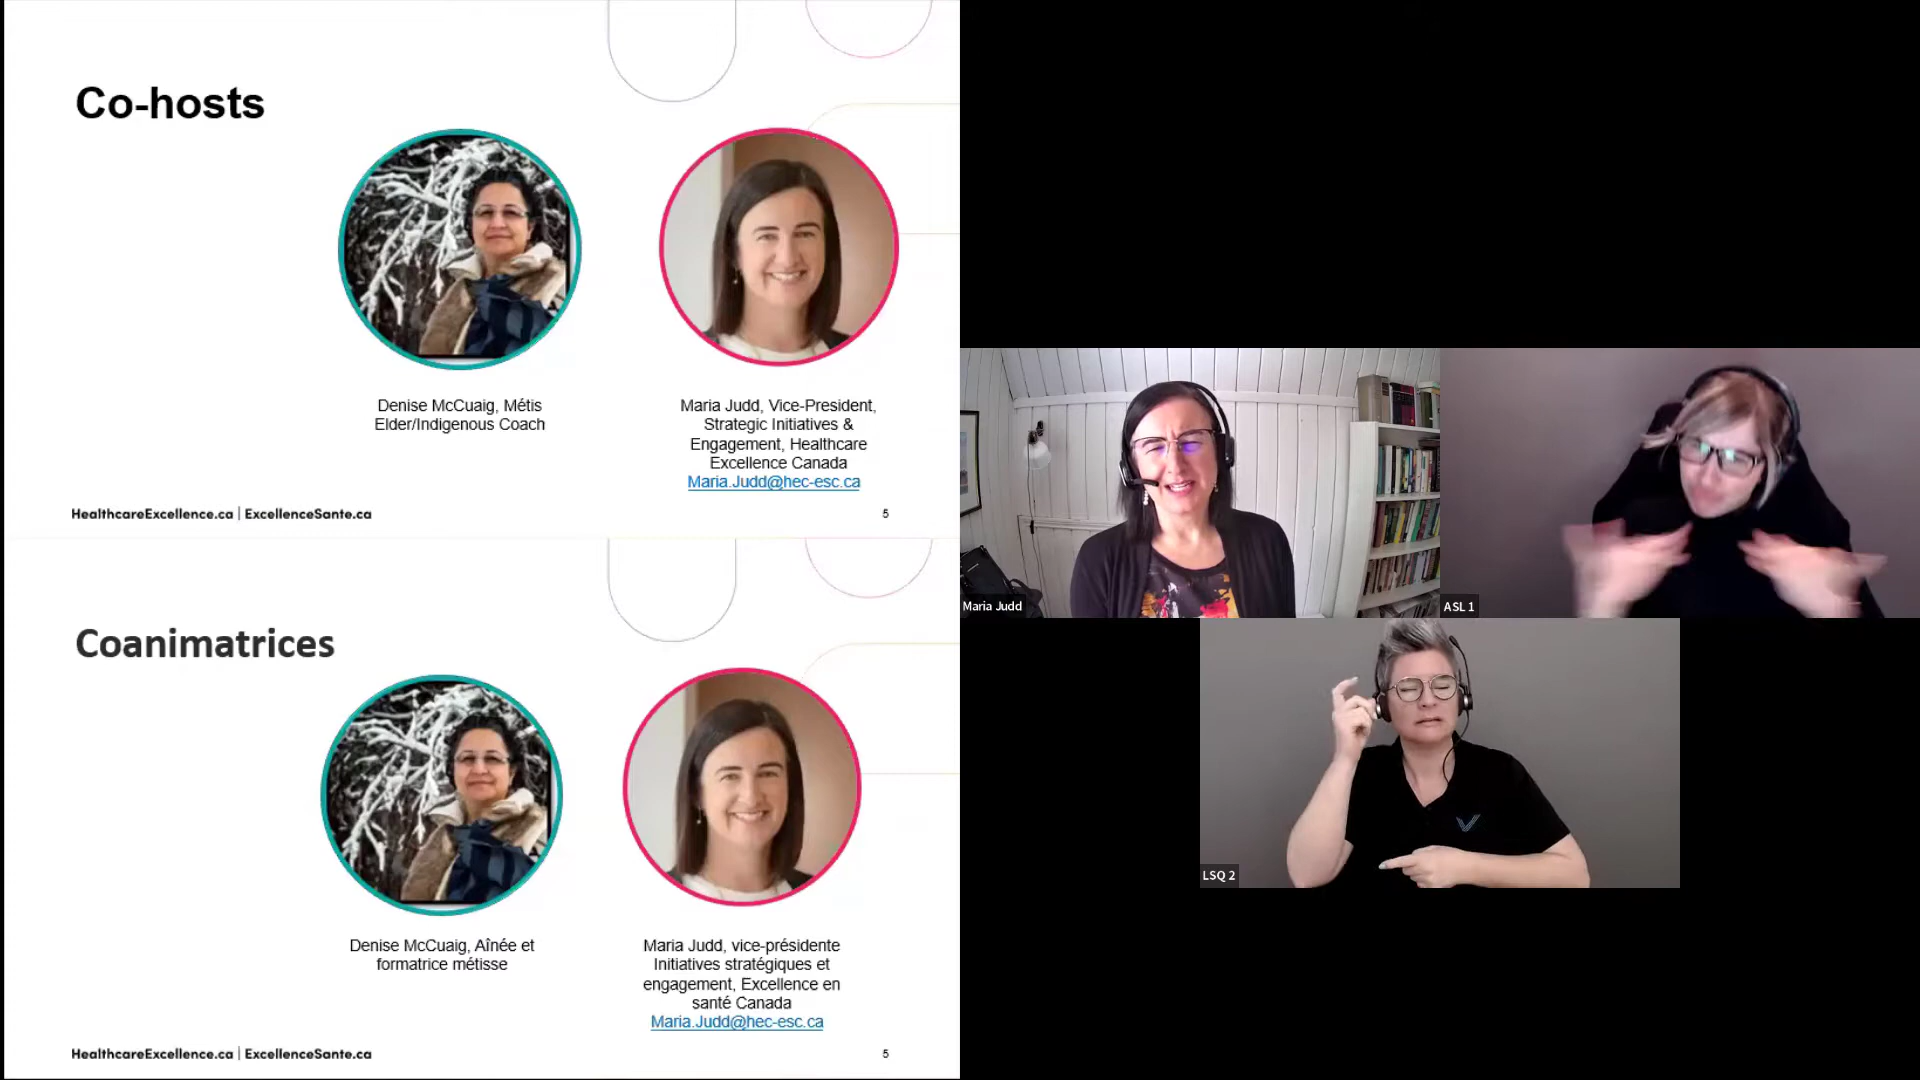 Co-hosts
Denise McCuaig, Métis
Elder/Indigenous Coach
Maria Judd, Vice-President,
Strategic Initiatives &
Engagement, Healthcare
Excellence Canada
Maria.Judd@hec-esc.ca
HealthcareExcellence.ca | ExcellenceSante.ca
5
Coanimatrices
Denise McCuaig, Aînée et
formatrice métisse
Maria Judd, vice-présidente
Initiatives stratégiques et
engagement, Excellence en
santé Canada
Maria.Judd@hec-esc.ca
HealthcareExcellence.ca | ExcellenceSante.ca
5
Maria Judd
ASL 1
LSQ 2